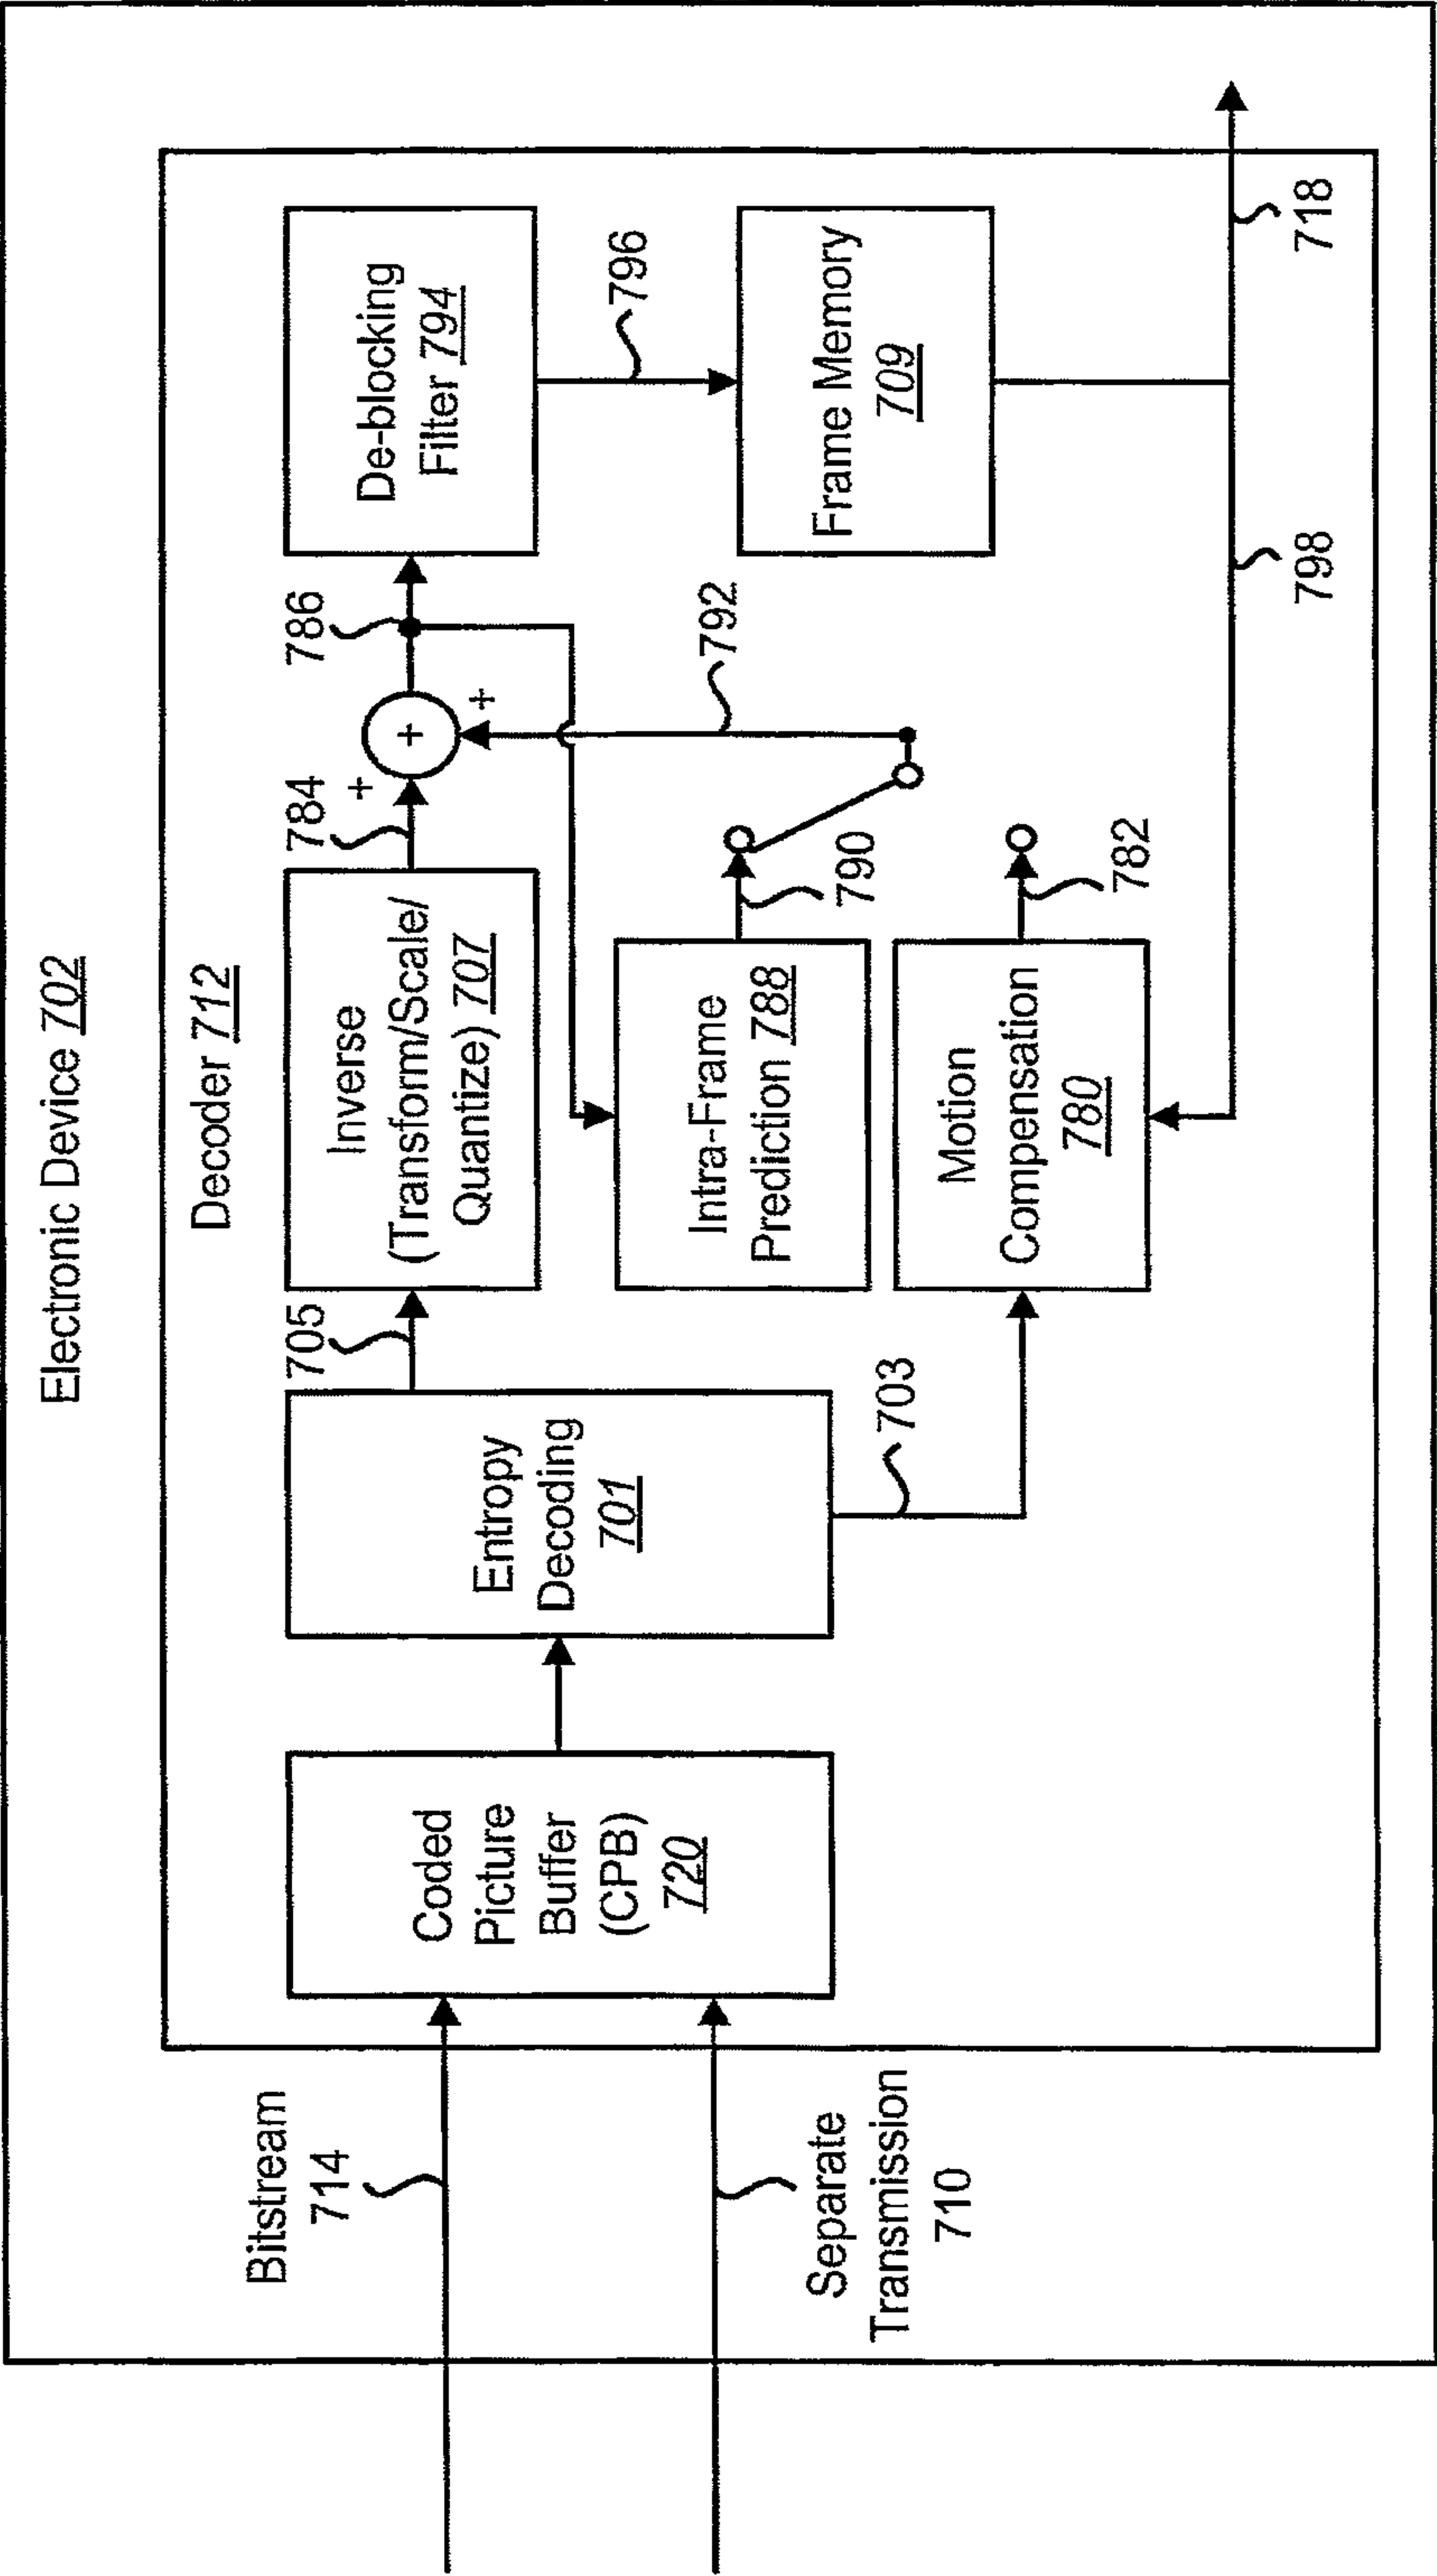 Electronic Device 702
Decoder 712
Bitstream
714
Separate
Transmission
710
Coded
Picture
Buffer
(CPB)
720
Entropy
Decoding
701
705
703
Inverse
(Transform/Scale/
Quantize) 707
Intra-Frame
Prediction 788
Motion
Compensation
780
784
+
+
+
786
790
782
792
De-blocking
Filter 794
796
Frame Memory
709
798
718